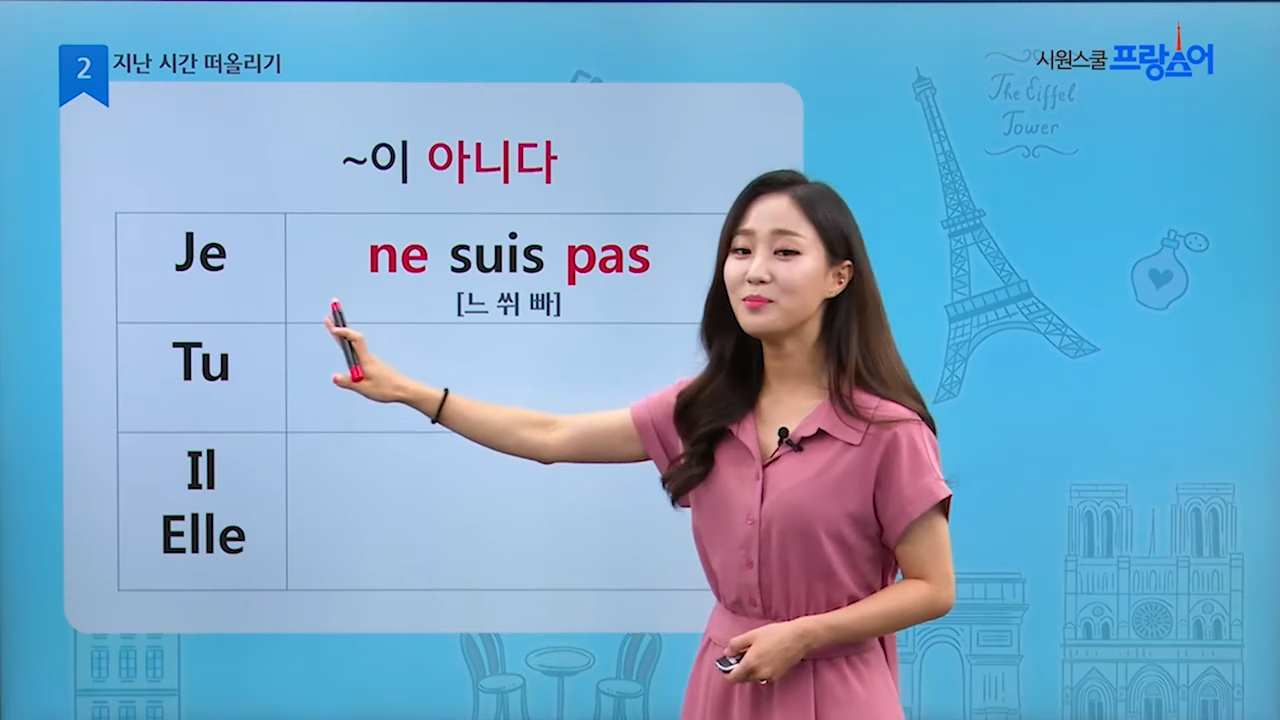 2 지난 시간 떠올리기
시원스쿨 프랑스어
The Eiffel
Tower
~이 아니다
Je
ne suis pas
[느 쒸 빠]
Tu
Il
Elle